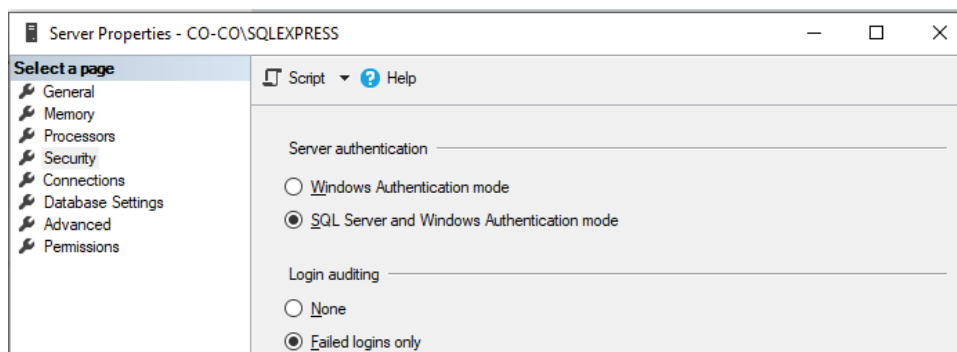 Server Properties - CO-CO\SQLEXPRESS
Select a page
General
Memory
Processors
Security
Connections
Database Settings
Advanced
Permissions
Script Help
Server authentication
Windows Authentication mode
SQL Server and Windows Authentication mode
Login auditing
None
Failed logins only